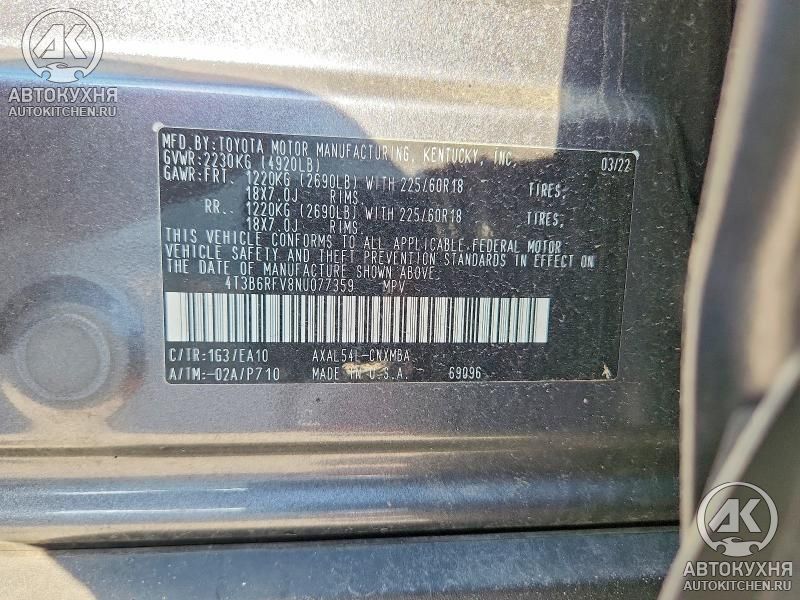 AK
АВТОКУХНЯ
AUTOKITCHEN.RU
MFD.BY:TOYOTA MOTOR MANUFACTURING, KENTUCKY, INC. 03/22
GVWR:2230KG (4920LB)
GAWR:FRT. 1220KG (2690LB) WITH 225/60R18 TIRES,
18X7.0J RIMS,
RR. 1220KG (2690LB) WITH 225/60R18 TIRES,
18X7.0J RIMS,
THIS VEHICLE CONFORMS TO ALL APPLICABLE FEDERAL MOTOR
VEHICLE SAFETY AND THEFT PREVENTION STANDARDS IN EFFECT ON
THE DATE OF MANUFACTURE SHOWN ABOVE.
4T3B6RFV8NU077359 MPV
C/TR:1G3/EA10 AXAL54L-CNXMBA
A/TM:-02A/P710 MADE IN U.S.A. 69096
AK
АВТОКУХНЯ
AUTOKITCHEN.RU